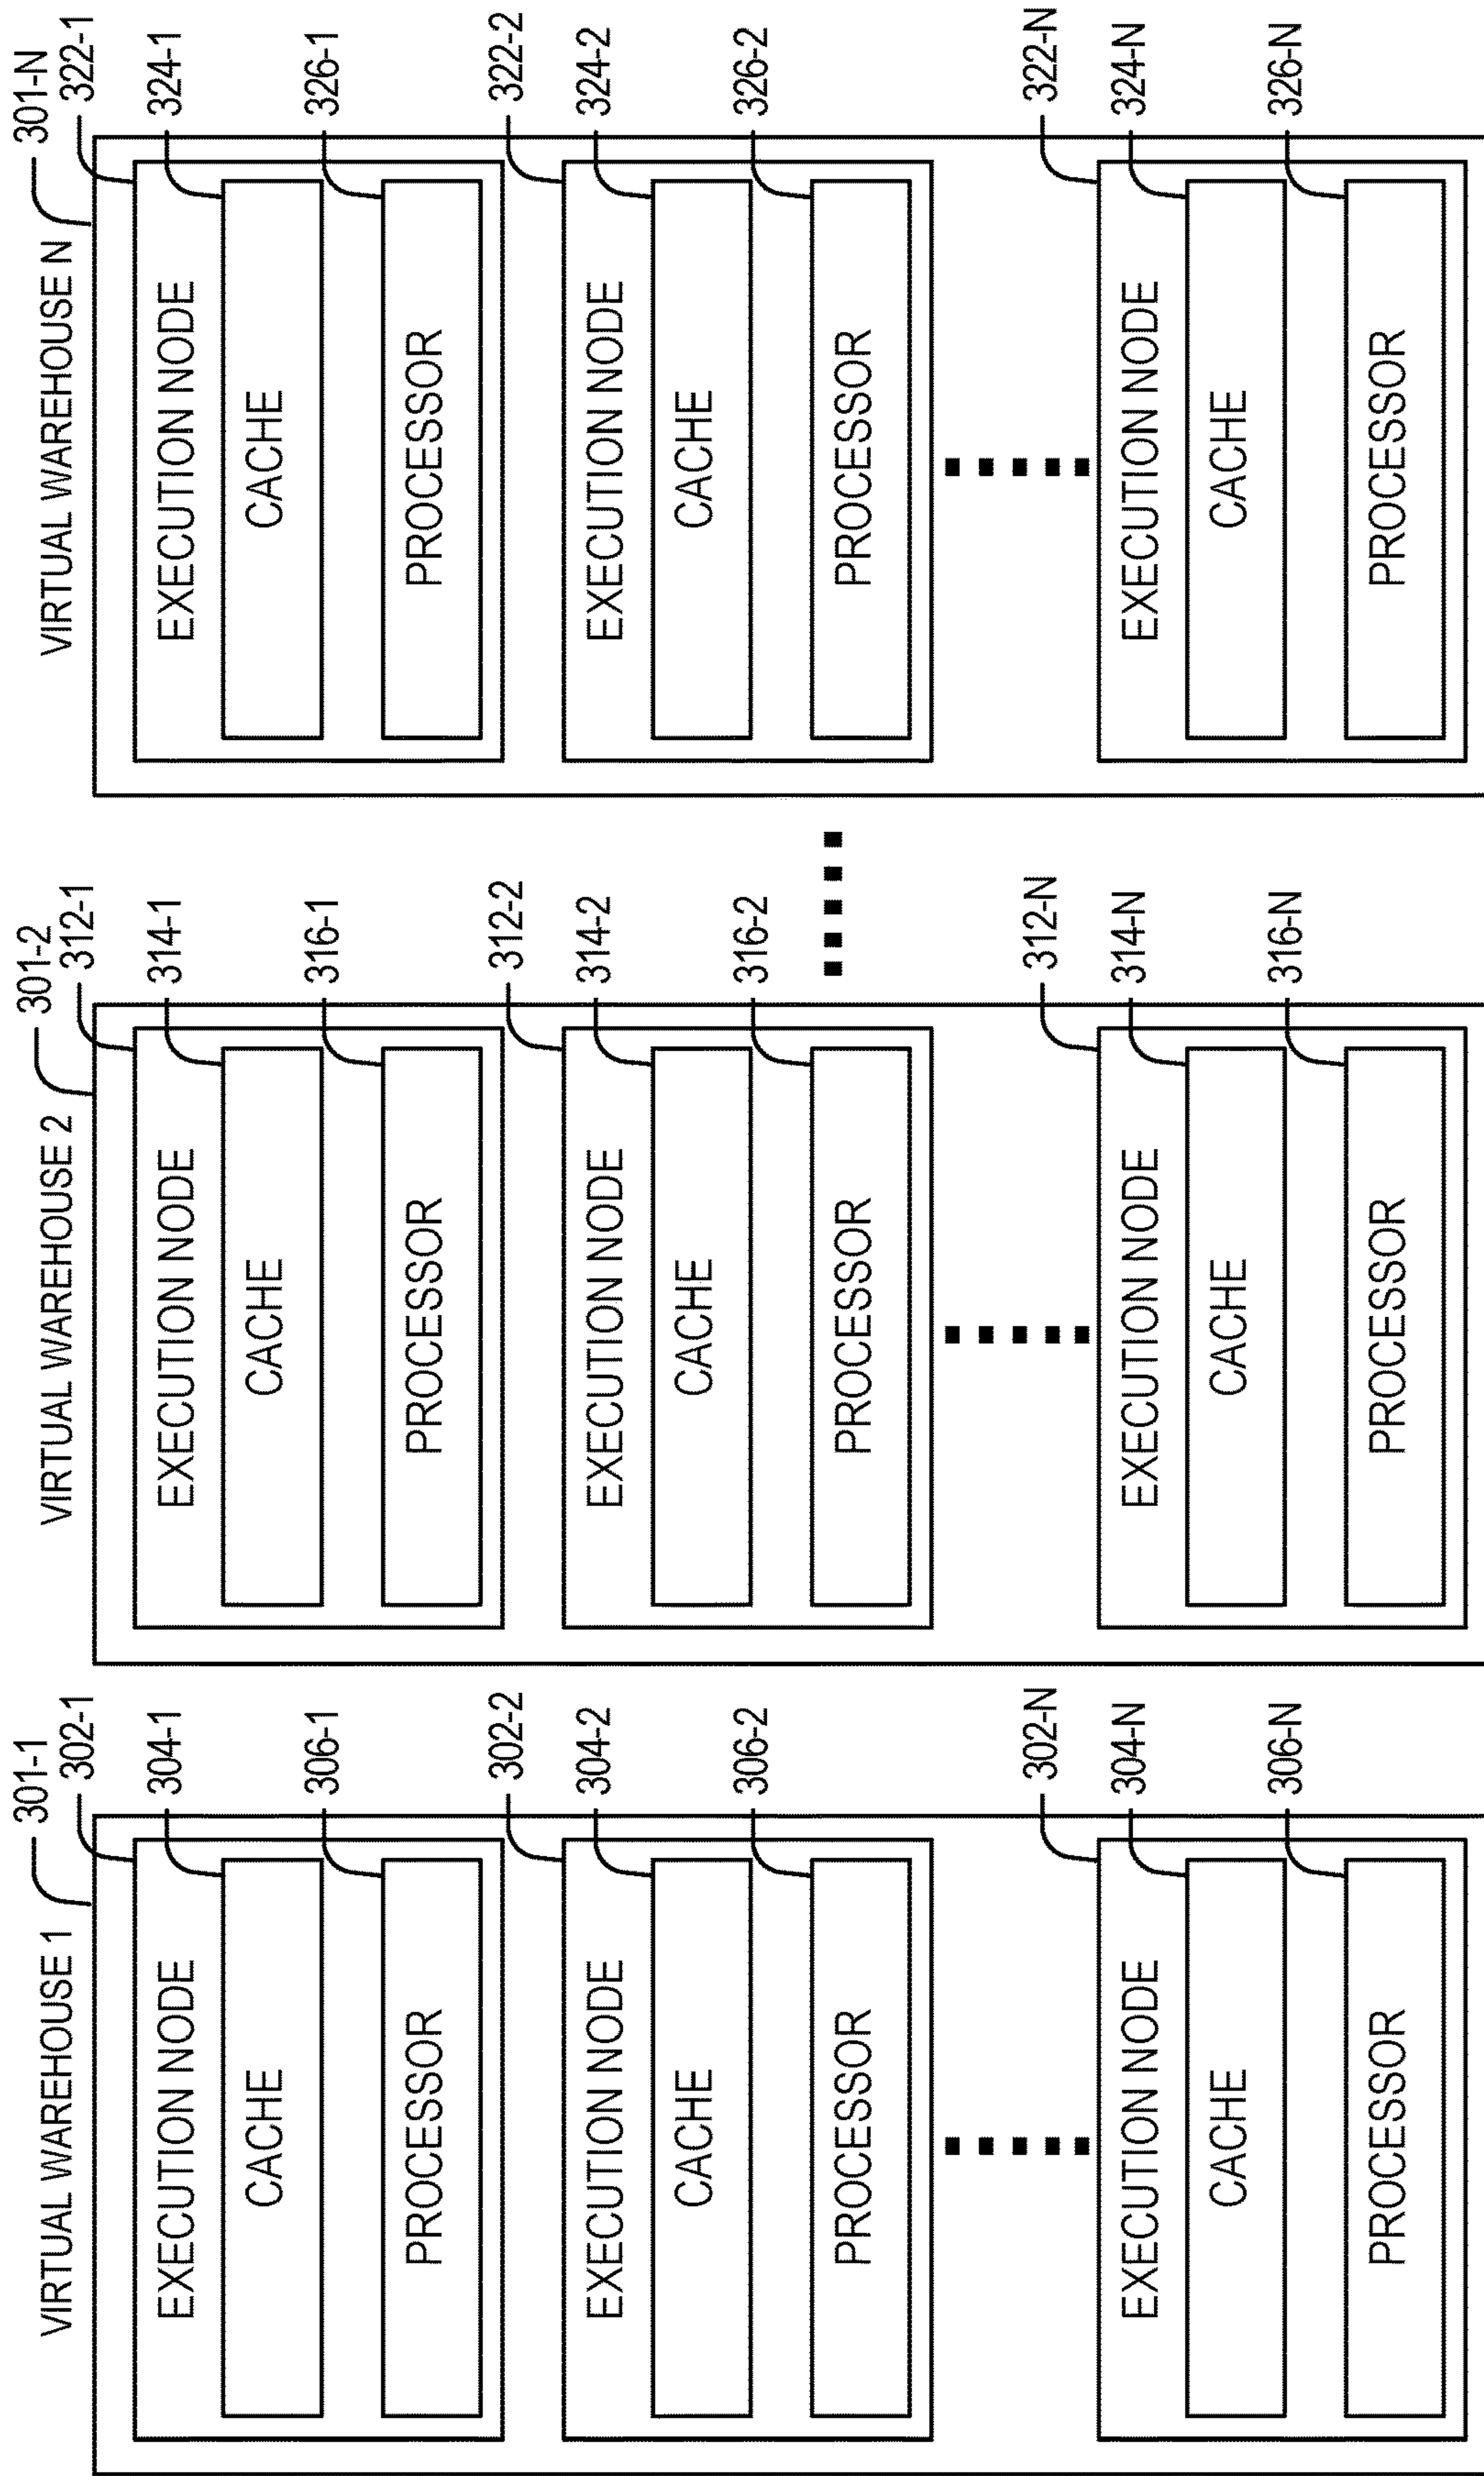 VIRTUAL WAREHOUSE 1
301-1
302-1
EXECUTION NODE
304-1
CACHE
306-1
PROCESSOR
302-2
EXECUTION NODE
304-2
CACHE
306-2
PROCESSOR
302-N
EXECUTION NODE
304-N
CACHE
306-N
PROCESSOR
VIRTUAL WAREHOUSE 2
301-2
312-1
EXECUTION NODE
314-1
CACHE
316-1
PROCESSOR
312-2
EXECUTION NODE
314-2
CACHE
316-2
PROCESSOR
312-N
EXECUTION NODE
314-N
CACHE
316-N
PROCESSOR
VIRTUAL WAREHOUSE N
301-N
322-1
EXECUTION NODE
324-1
CACHE
326-1
PROCESSOR
322-2
EXECUTION NODE
324-2
CACHE
326-2
PROCESSOR
322-N
EXECUTION NODE
324-N
CACHE
326-N
PROCESSOR